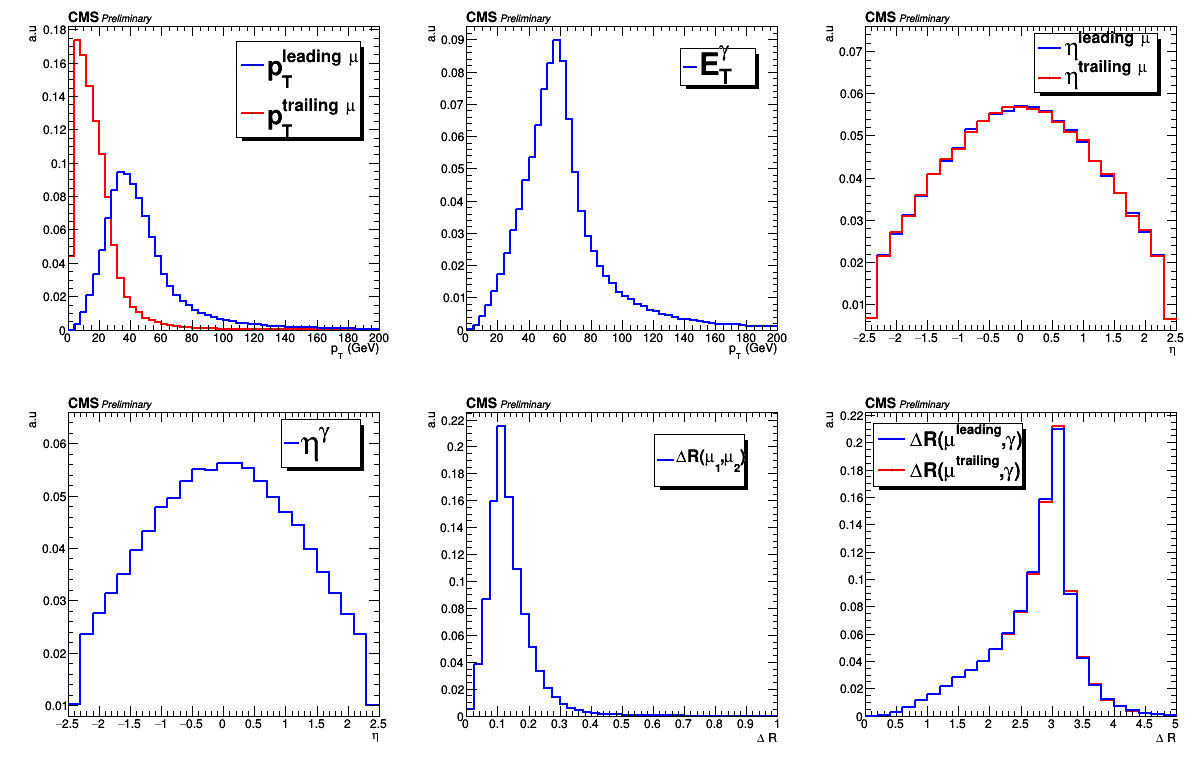 CMS Preliminary
a.u
0.18
0.16
0.14
0.12
0.1
0.08
0.06
0.04
0.02
0
p_T^leading μ
p_T^trailing μ
0 20 40 60 80 100 120 140 160 180 200
p_T (GeV)
CMS Preliminary
a.u
0.09
0.08
0.07
0.06
0.05
0.04
0.03
0.02
0.01
0
E_T^γ
0 20 40 60 80 100 120 140 160 180 200
p_T (GeV)
CMS Preliminary
a.u
0.07
0.06
0.05
0.04
0.03
0.02
0.01
η^leading μ
η^trailing μ
−2.5 −2 −1.5 −1 −0.5 0 0.5 1 1.5 2 2.5
η
CMS Preliminary
a.u
0.06
0.05
0.04
0.03
0.02
0.01
η^γ
−2.5 −2 −1.5 −1 −0.5 0 0.5 1 1.5 2 2.5
η
CMS Preliminary
a.u
0.22
0.2
0.18
0.16
0.14
0.12
0.1
0.08
0.06
0.04
0.02
0
ΔR(μ_1,μ_2)
0 0.1 0.2 0.3 0.4 0.5 0.6 0.7 0.8 0.9 1
Δ R
CMS Preliminary
a.u
0.22
0.2
0.18
0.16
0.14
0.12
0.1
0.08
0.06
0.04
0.02
0
ΔR(μ^leading,γ)
ΔR(μ^trailing,γ)
0 0.5 1 1.5 2 2.5 3 3.5 4 4.5 5
Δ R